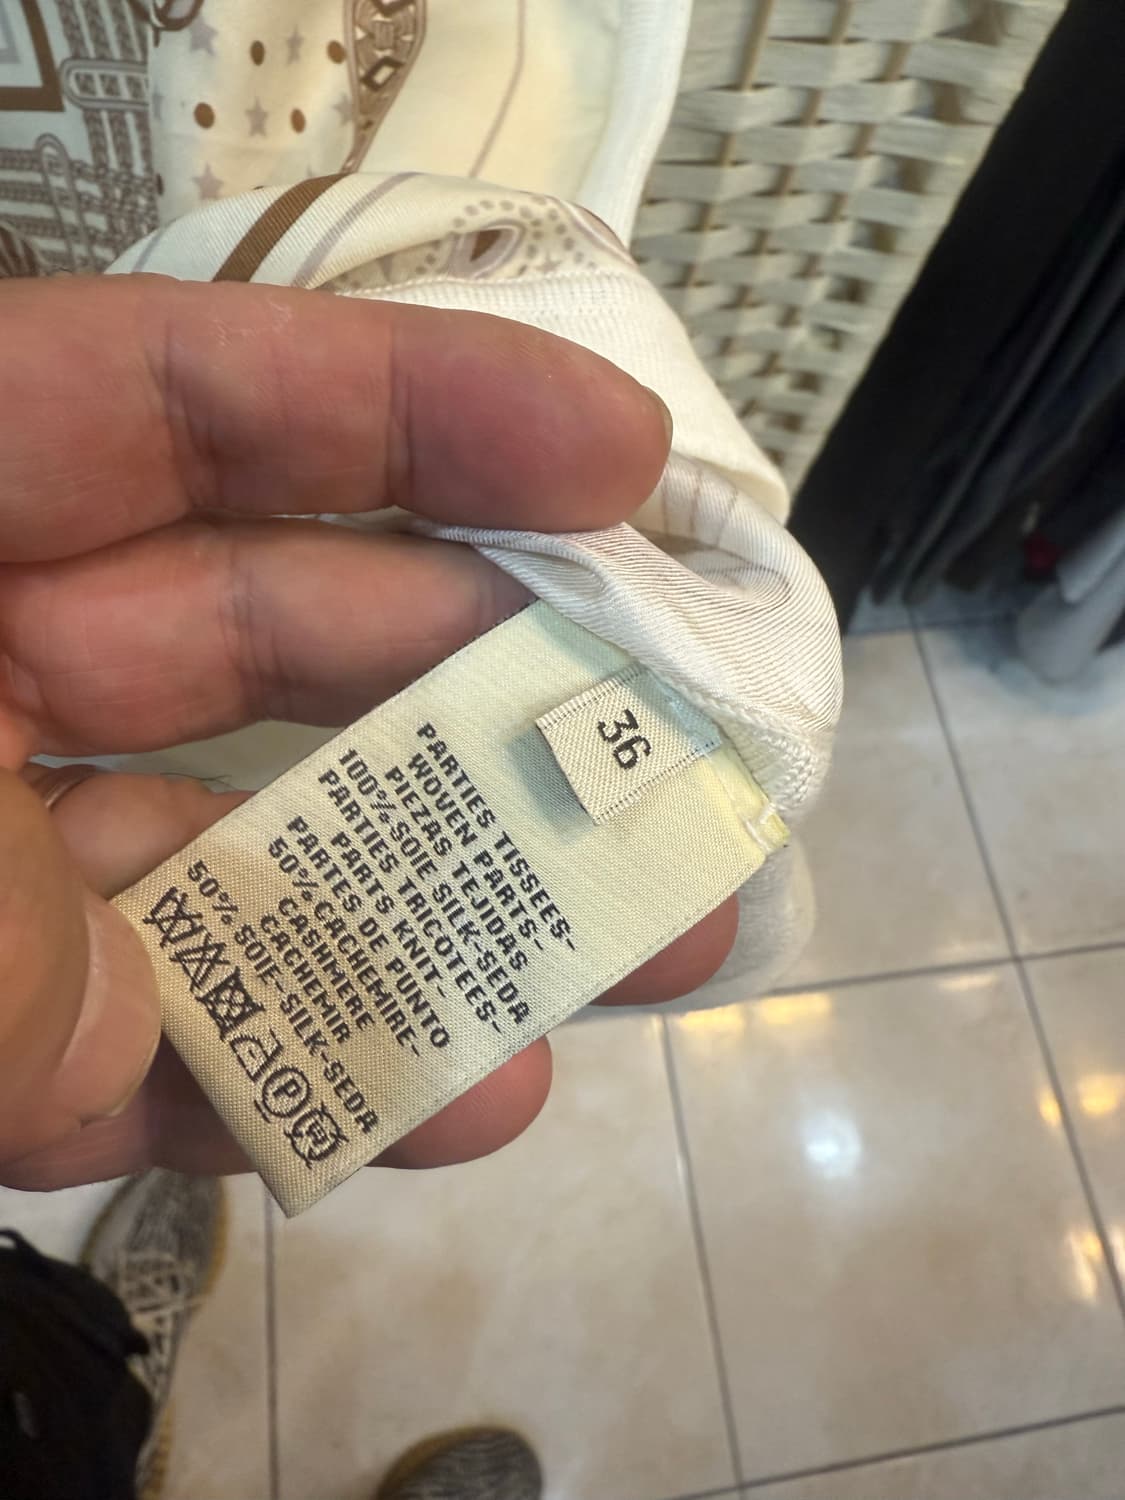 36
PARTIES TISSEES-
WOVEN PARTS-
PIEZAS TEJIDAS
100% SOIE-SILK-SEDA
PARTIES TRICOTEES-
PARTS KNIT-
PARTES DE PUNTO
50% CACHEMIRE-
CASHMERE
CACHEMIR
50% SOIE-SILK-SEDA
P